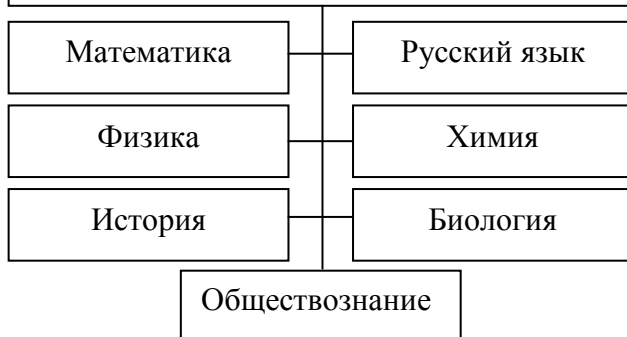 Математика
Русский язык
Физика
Химия
История
Биология
Обществознание